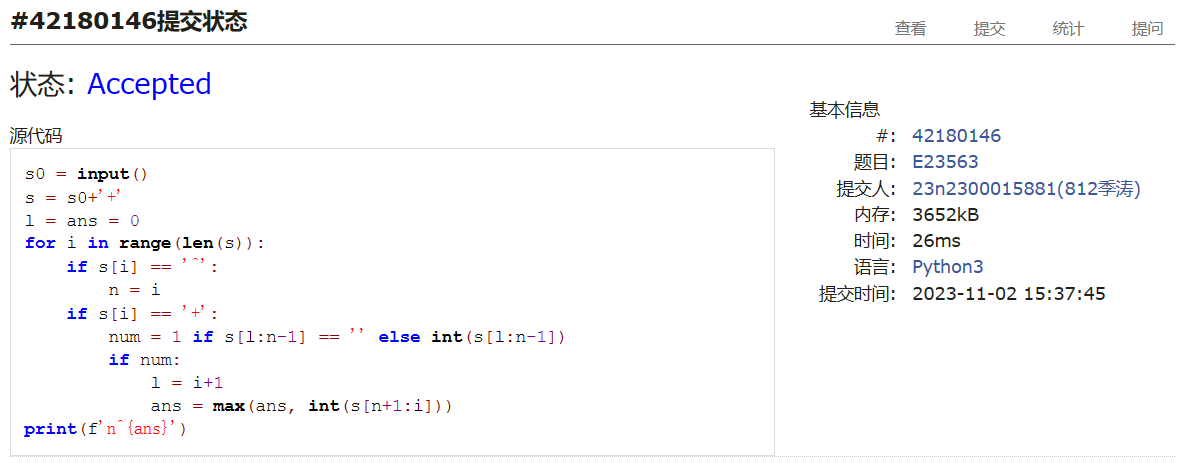 #42180146提交状态
查看 提交 统计 提问
状态: Accepted
源代码
s0 = input()
s = s0+'+'
l = ans = 0
for i in range(len(s)):
    if s[i] == '^':
        n = i
    if s[i] == '+':
        num = 1 if s[l:n-1] == '' else int(s[l:n-1])
        if num:
            l = i+1
            ans = max(ans, int(s[n+1:i]))
print(f'n^{ans}')
基本信息
#: 42180146
题目: E23563
提交人: 23n2300015881(812季涛)
内存: 3652kB
时间: 26ms
语言: Python3
提交时间: 2023-11-02 15:37:45